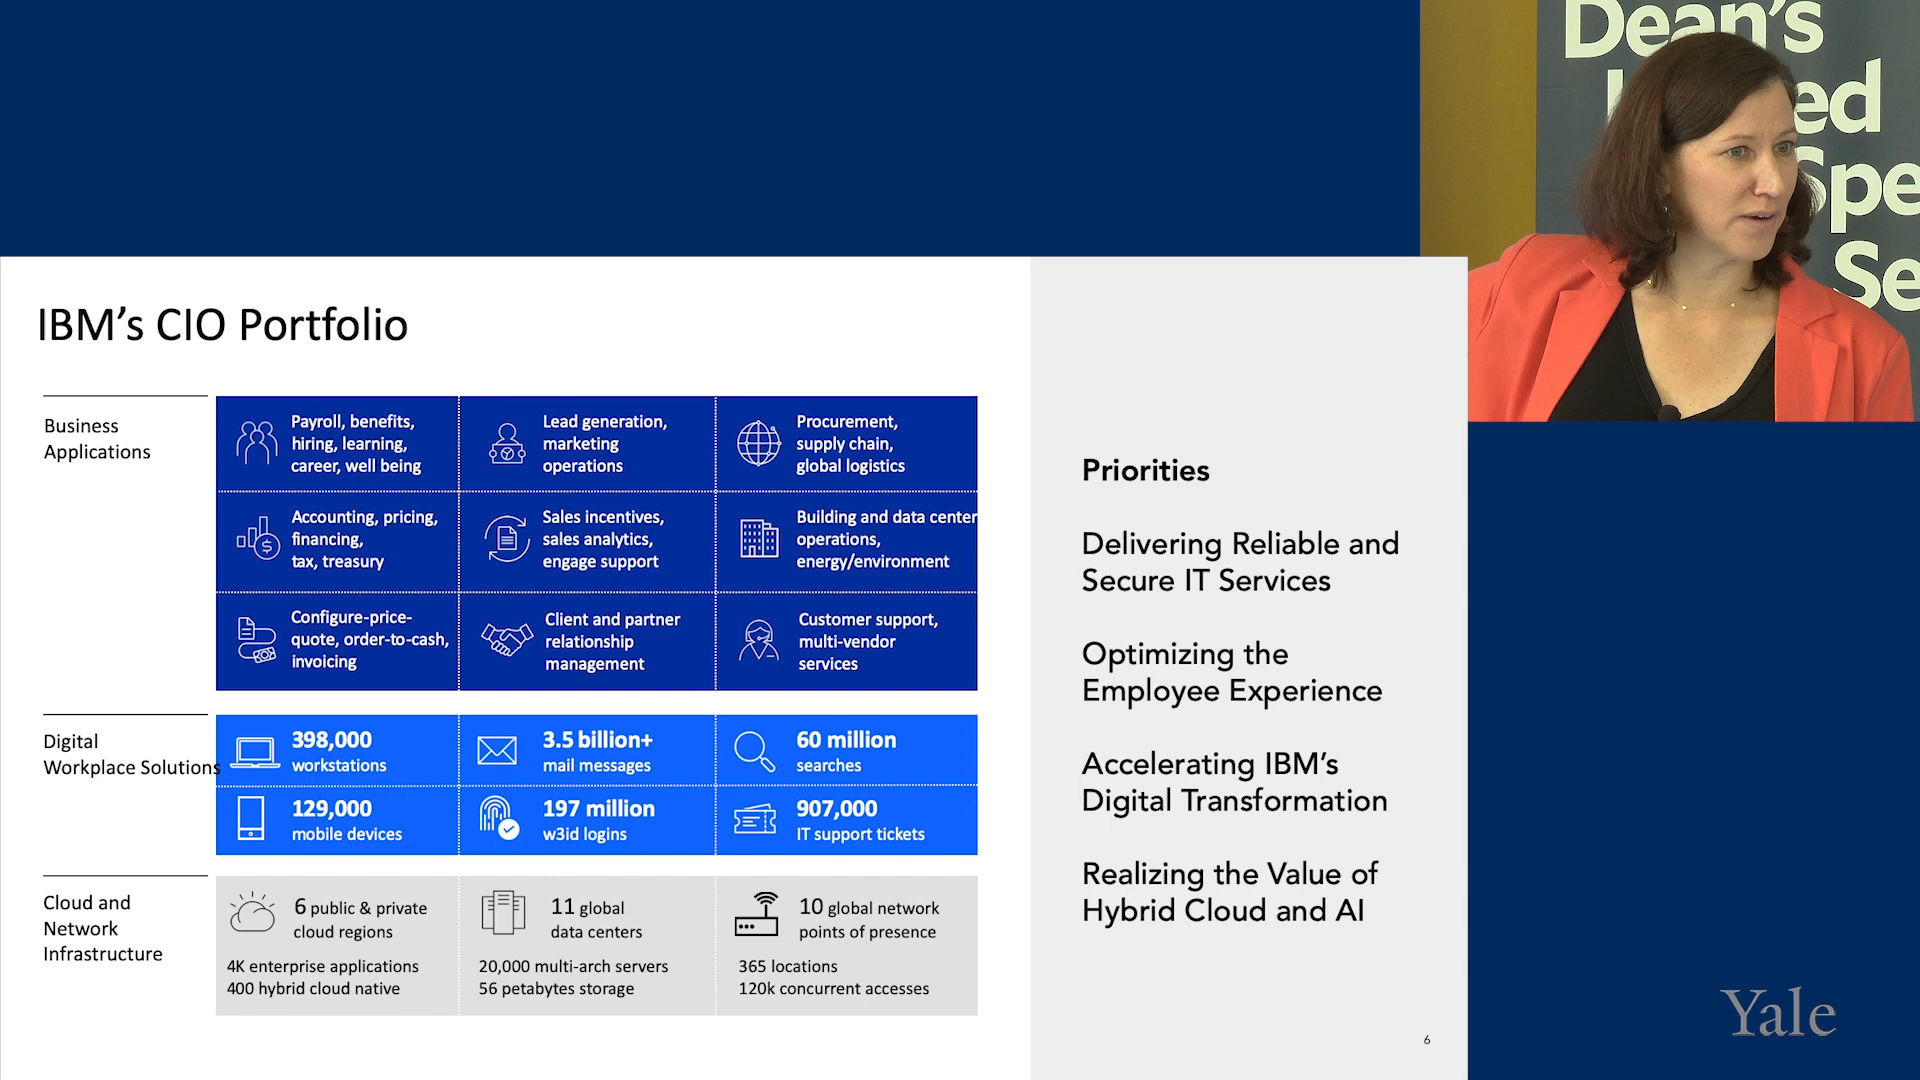 Dean's
ed
Spe
Se
IBM's CIO Portfolio
Business
Applications
Payroll, benefits,
hiring, learning,
career, well being
Lead generation,
marketing
operations
Procurement,
supply chain,
global logistics
Accounting, pricing,
financing,
tax, treasury
Sales incentives,
sales analytics,
engage support
Building and data center
operations,
energy/environment
Configure-price-
quote, order-to-cash,
invoicing
Client and partner
relationship
management
Customer support,
multi-vendor
services
Digital
Workplace Solutions
398,000
workstations
3.5 billion+
mail messages
60 million
searches
129,000
mobile devices
197 million
w3id logins
907,000
IT support tickets
Cloud and
Network
Infrastructure
6 public & private
cloud regions
4K enterprise applications
400 hybrid cloud native
11 global
data centers
20,000 multi-arch servers
56 petabytes storage
10 global network
points of presence
365 locations
120k concurrent accesses
Priorities
Delivering Reliable and
Secure IT Services
Optimizing the
Employee Experience
Accelerating IBM's
Digital Transformation
Realizing the Value of
Hybrid Cloud and AI
6
Yale